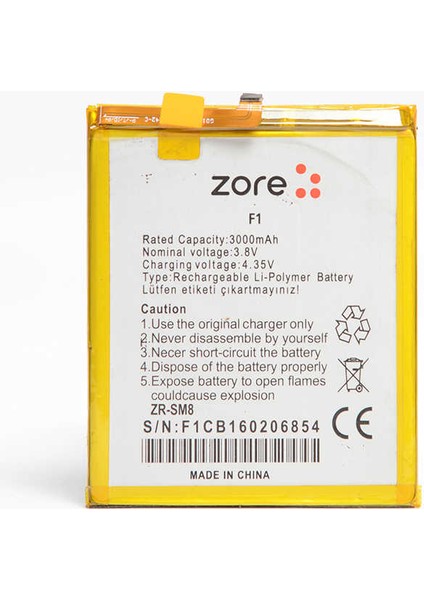 zore
F1
Rated Capacity:3000mAh
Nominal voltage:3.8V
Charging voltage:4.35V
Type:Rechargeable Li-Polymer Battery
Lütfen etiketi çıkartmayınız!
Caution
1.Use the original charger only
2.Never disassemble by yourself
3.Necer short-circuit the battery
4.Dispose of the battery properly
5.Expose battery to open flames
couldcause explosion
ZR-SM8
S/N:F1CB160206854
CE
MADE IN CHINA